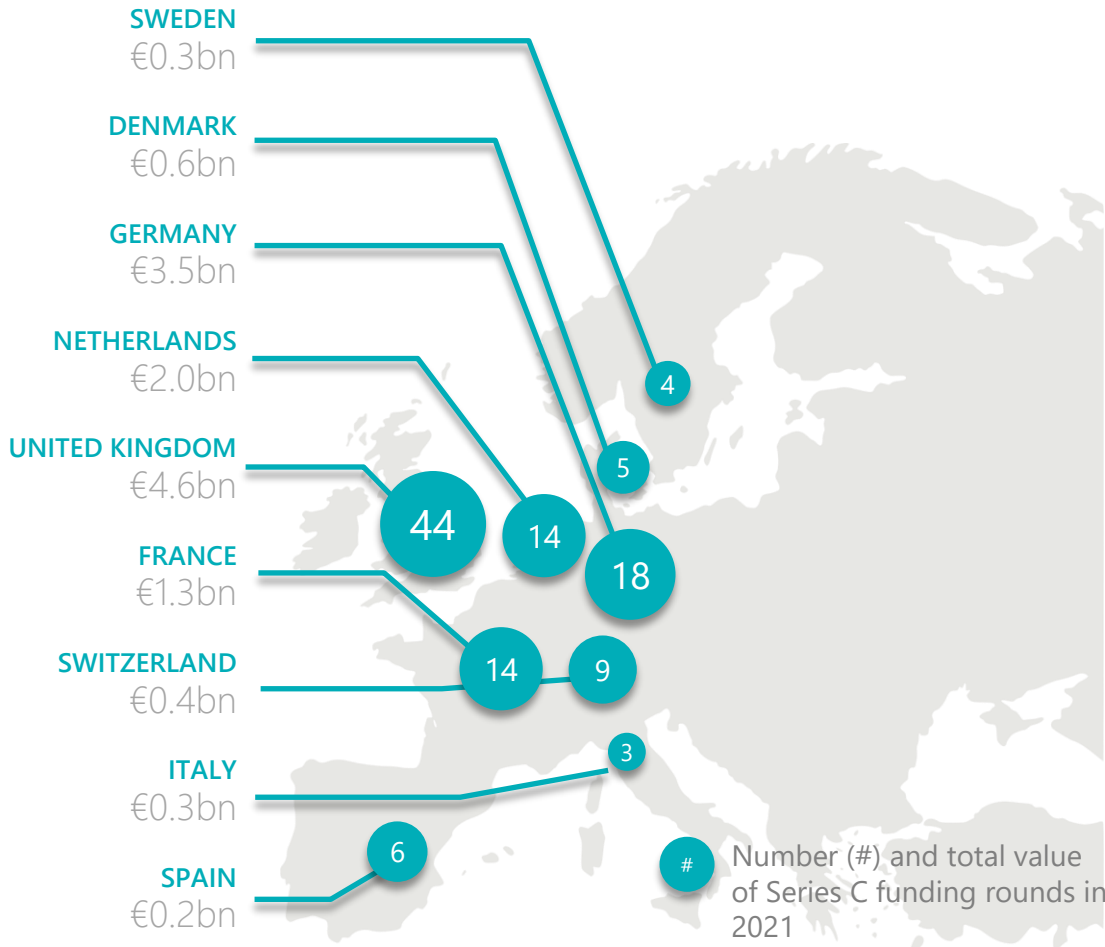 SWEDEN
€0.3bn
DENMARK
€0.6bn
GERMANY
€3.5bn
NETHERLANDS
€2.0bn
UNITED KINGDOM
€4.6bn
FRANCE
€1.3bn
SWITZERLAND
€0.4bn
ITALY
€0.3bn
SPAIN
€0.2bn
4
5
44
14
18
14
9
3
6
#
Number (#) and total value
of Series C funding rounds in
2021